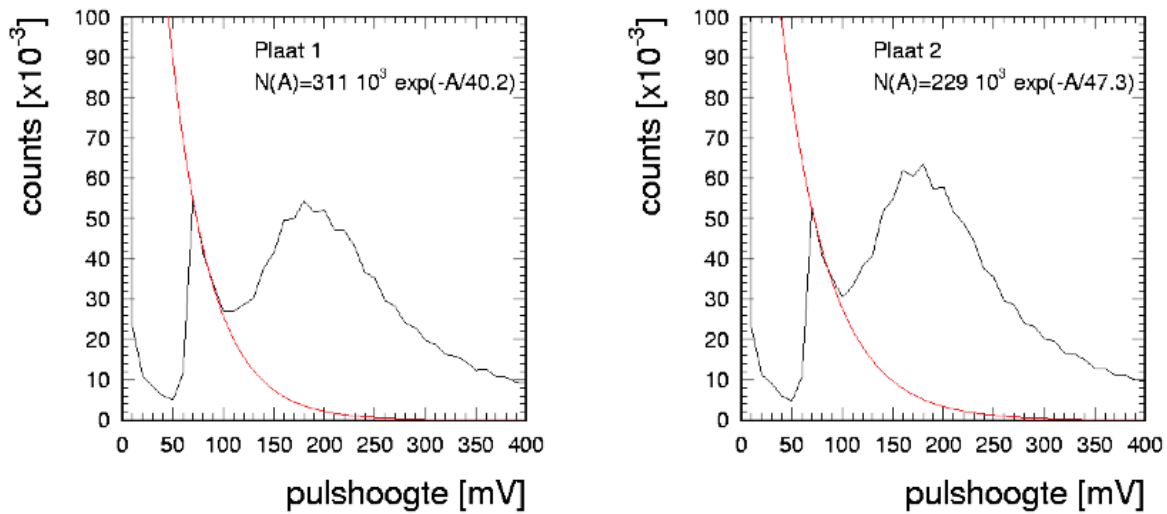 counts [x10⁻³]
100
90
80
70
60
50
40
30
20
10
0
Plaat 1
N(A)=311 10³ exp(-A/40.2)
0 50 100 150 200 250 300 350 400
pulshoogte [mV]
counts [x10⁻³]
100
90
80
70
60
50
40
30
20
10
0
Plaat 2
N(A)=229 10³ exp(-A/47.3)
0 50 100 150 200 250 300 350 400
pulshoogte [mV]